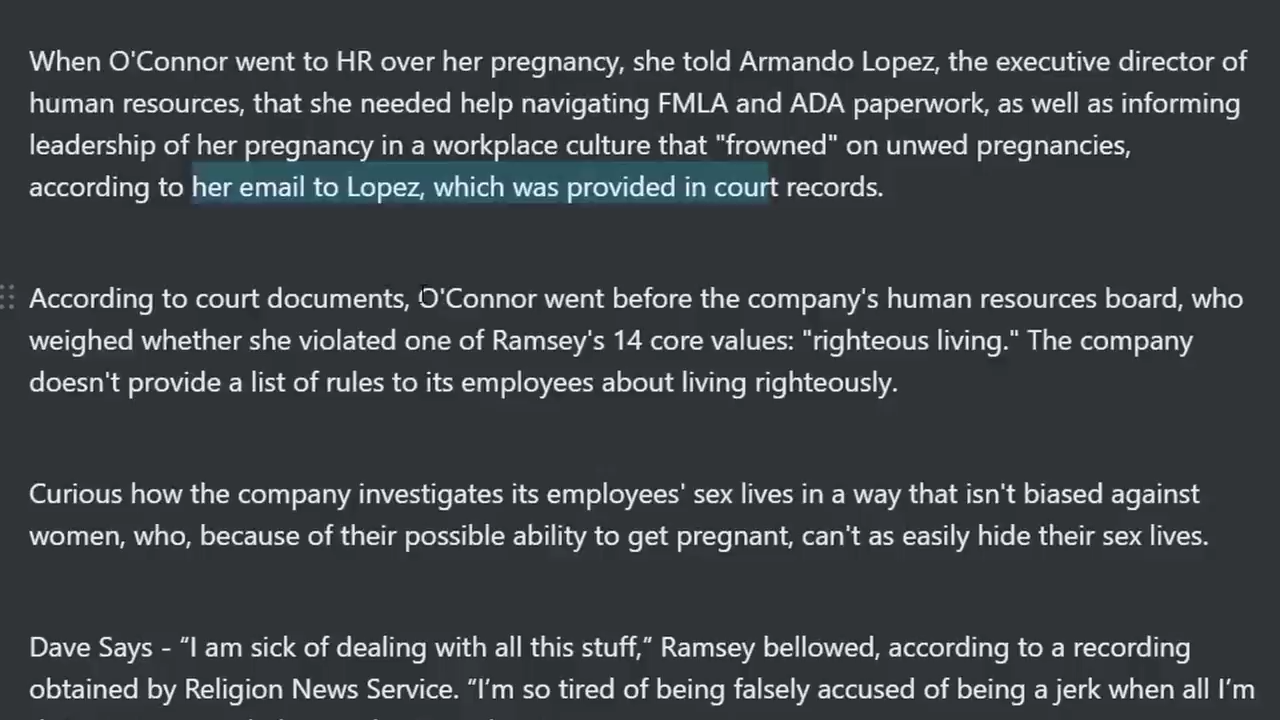 When O'Connor went to HR over her pregnancy, she told Armando Lopez, the executive director of
human resources, that she needed help navigating FMLA and ADA paperwork, as well as informing
leadership of her pregnancy in a workplace culture that "frowned" on unwed pregnancies,
according to her email to Lopez, which was provided in court records.
According to court documents, O'Connor went before the company's human resources board, who
weighed whether she violated one of Ramsey's 14 core values: "righteous living." The company
doesn't provide a list of rules to its employees about living righteously.
Curious how the company investigates its employees' sex lives in a way that isn't biased against
women, who, because of their possible ability to get pregnant, can't as easily hide their sex lives.
Dave Says - “I am sick of dealing with all this stuff,” Ramsey bellowed, according to a recording
obtained by Religion News Service. “I’m so tired of being falsely accused of being a jerk when all I’m